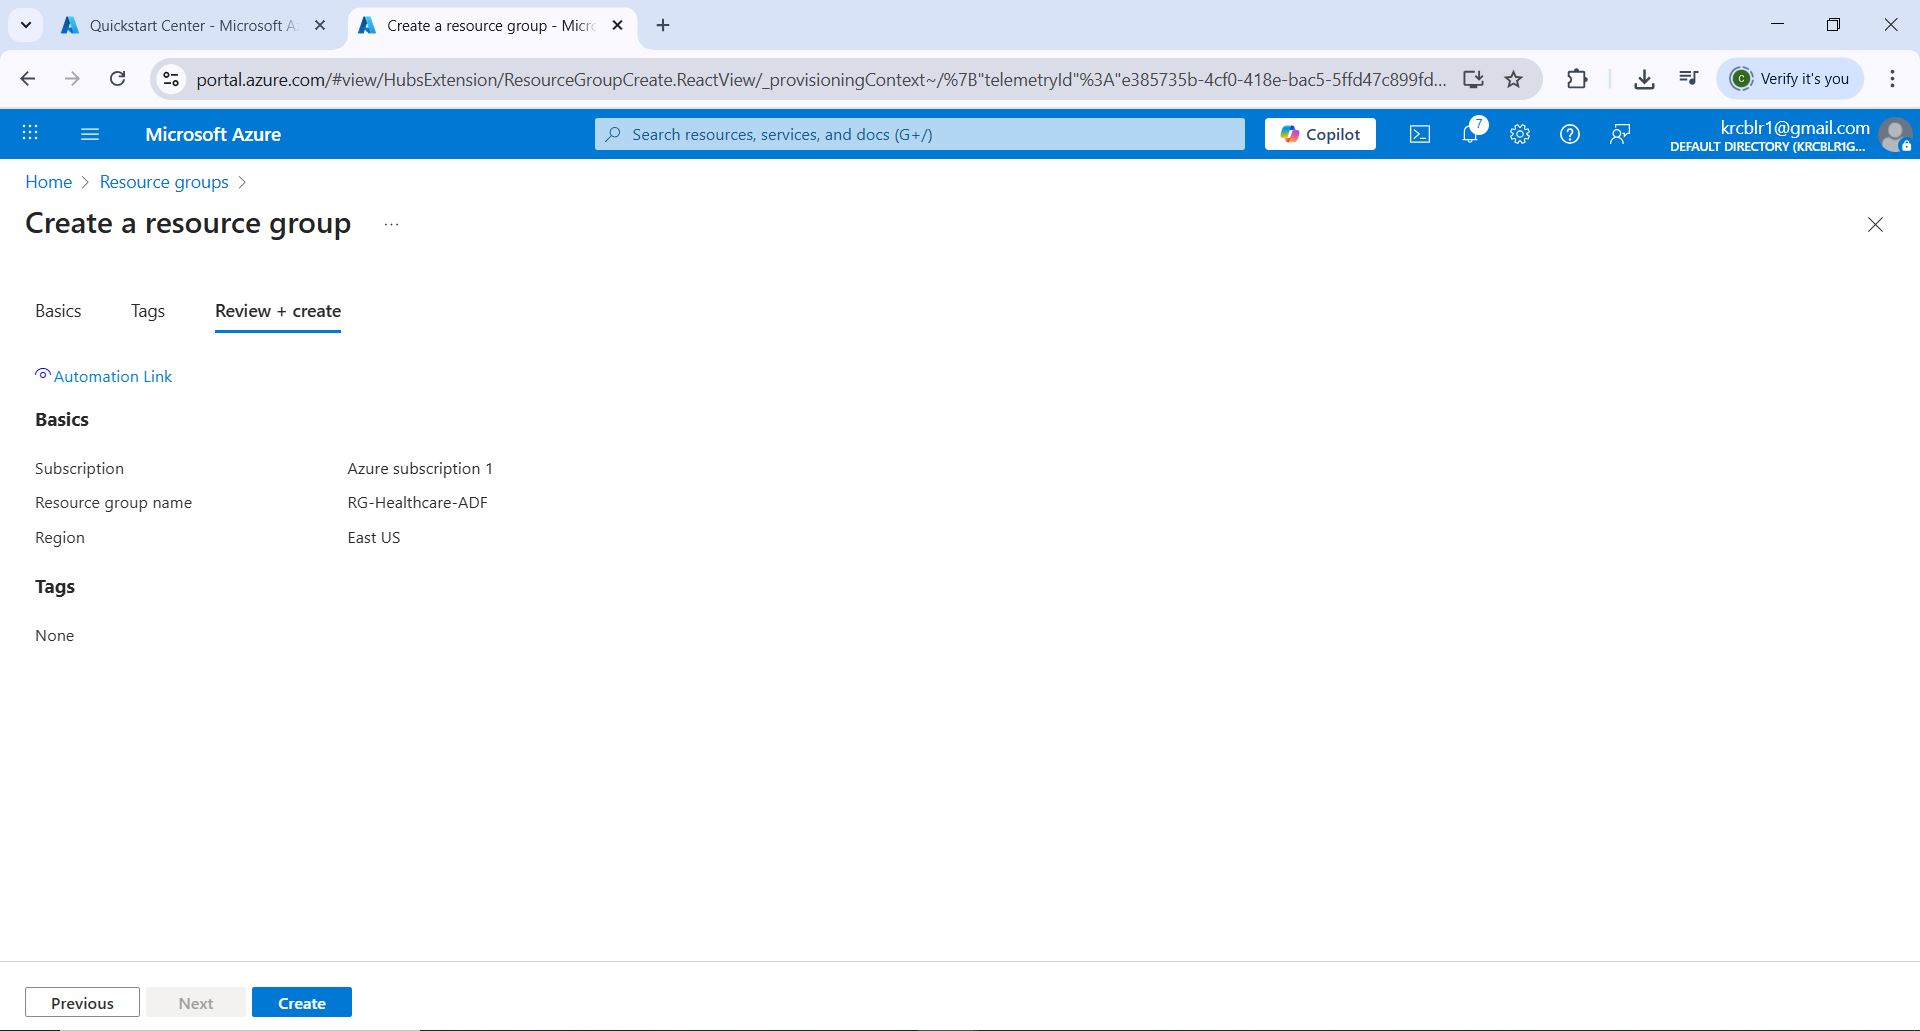 Quickstart Center - Microsoft A
Create a resource group - Micro
portal.azure.com/#view/HubsExtension/ResourceGroupCreate.ReactView/_provisioningContext~/%7B"telemetryId"%3A"e385735b-4cf0-418e-bac5-5ffd47c899fd...
C Verify it's you
Microsoft Azure
Search resources, services, and docs (G+/)
Copilot
7
krcblr1@gmail.com
DEFAULT DIRECTORY (KRCBLR1G...
Home > Resource groups >
Create a resource group ...
Basics Tags Review + create
Automation Link
Basics
Subscription Azure subscription 1
Resource group name RG-Healthcare-ADF
Region East US
Tags
None
Previous Next Create